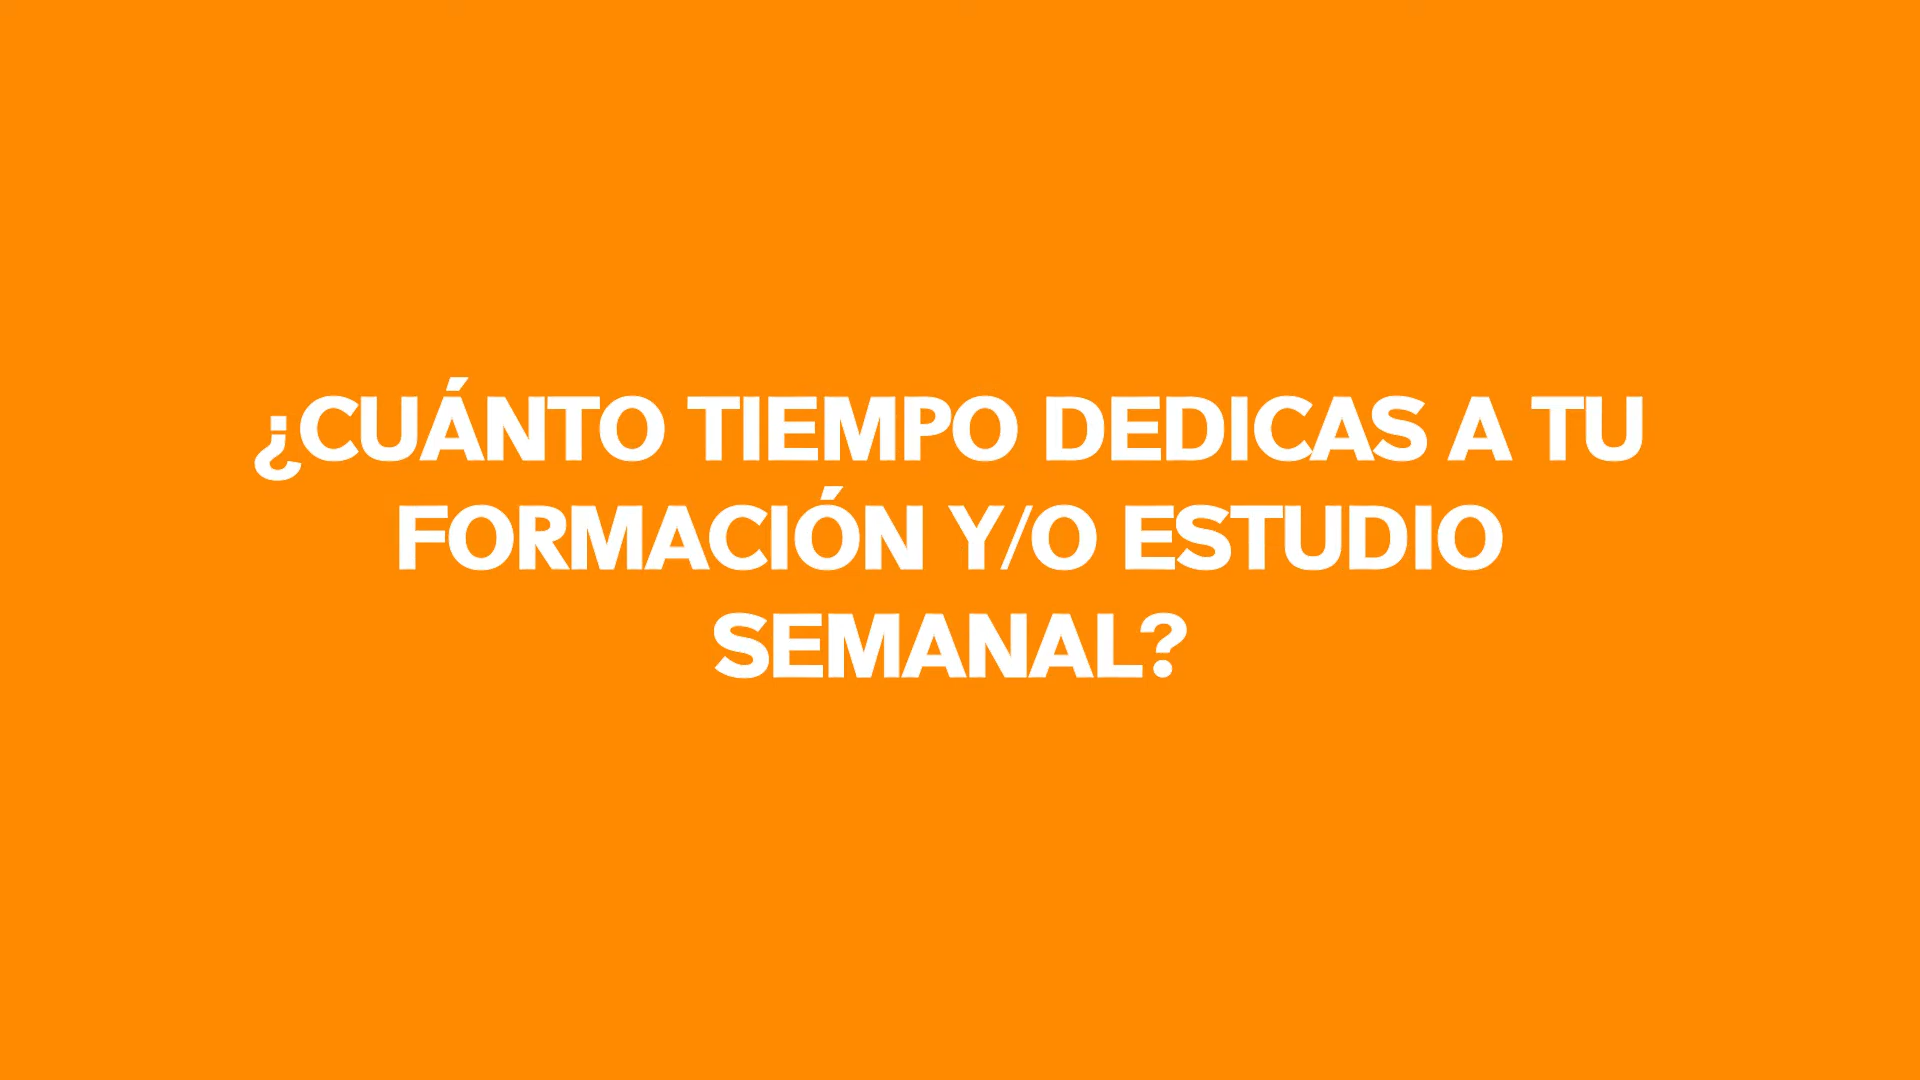 ¿CUÁNTO TIEMPO DEDICAS A TU
FORMACIÓN Y/O ESTUDIO
SEMANAL?